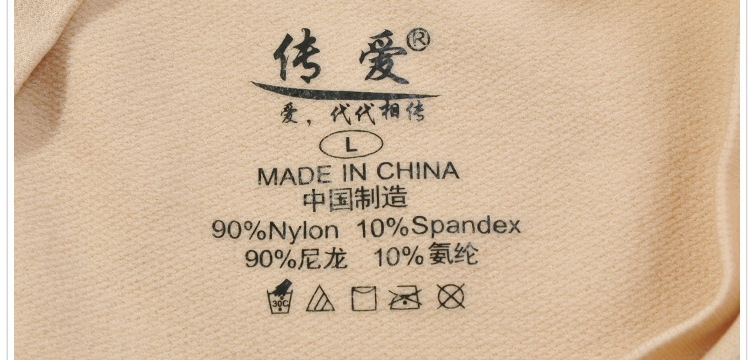 传爱®
爱，代代相传
L
MADE IN CHINA
中国制造
90%Nylon 10%Spandex
90%尼龙 10%氨纶
30C